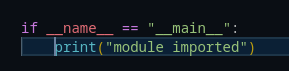 if __name__ == "__main__":
    print("module imported")